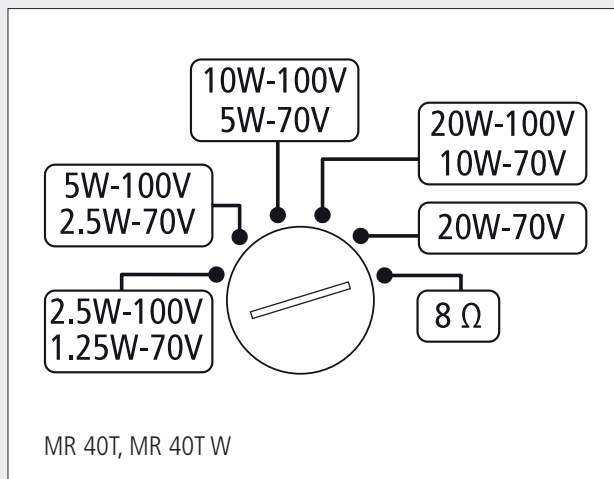 10W-100V
5W-70V
20W-100V
10W-70V
5W-100V
2.5W-70V
20W-70V
2.5W-100V
1.25W-70V
8 Ω
MR 40T, MR 40T W